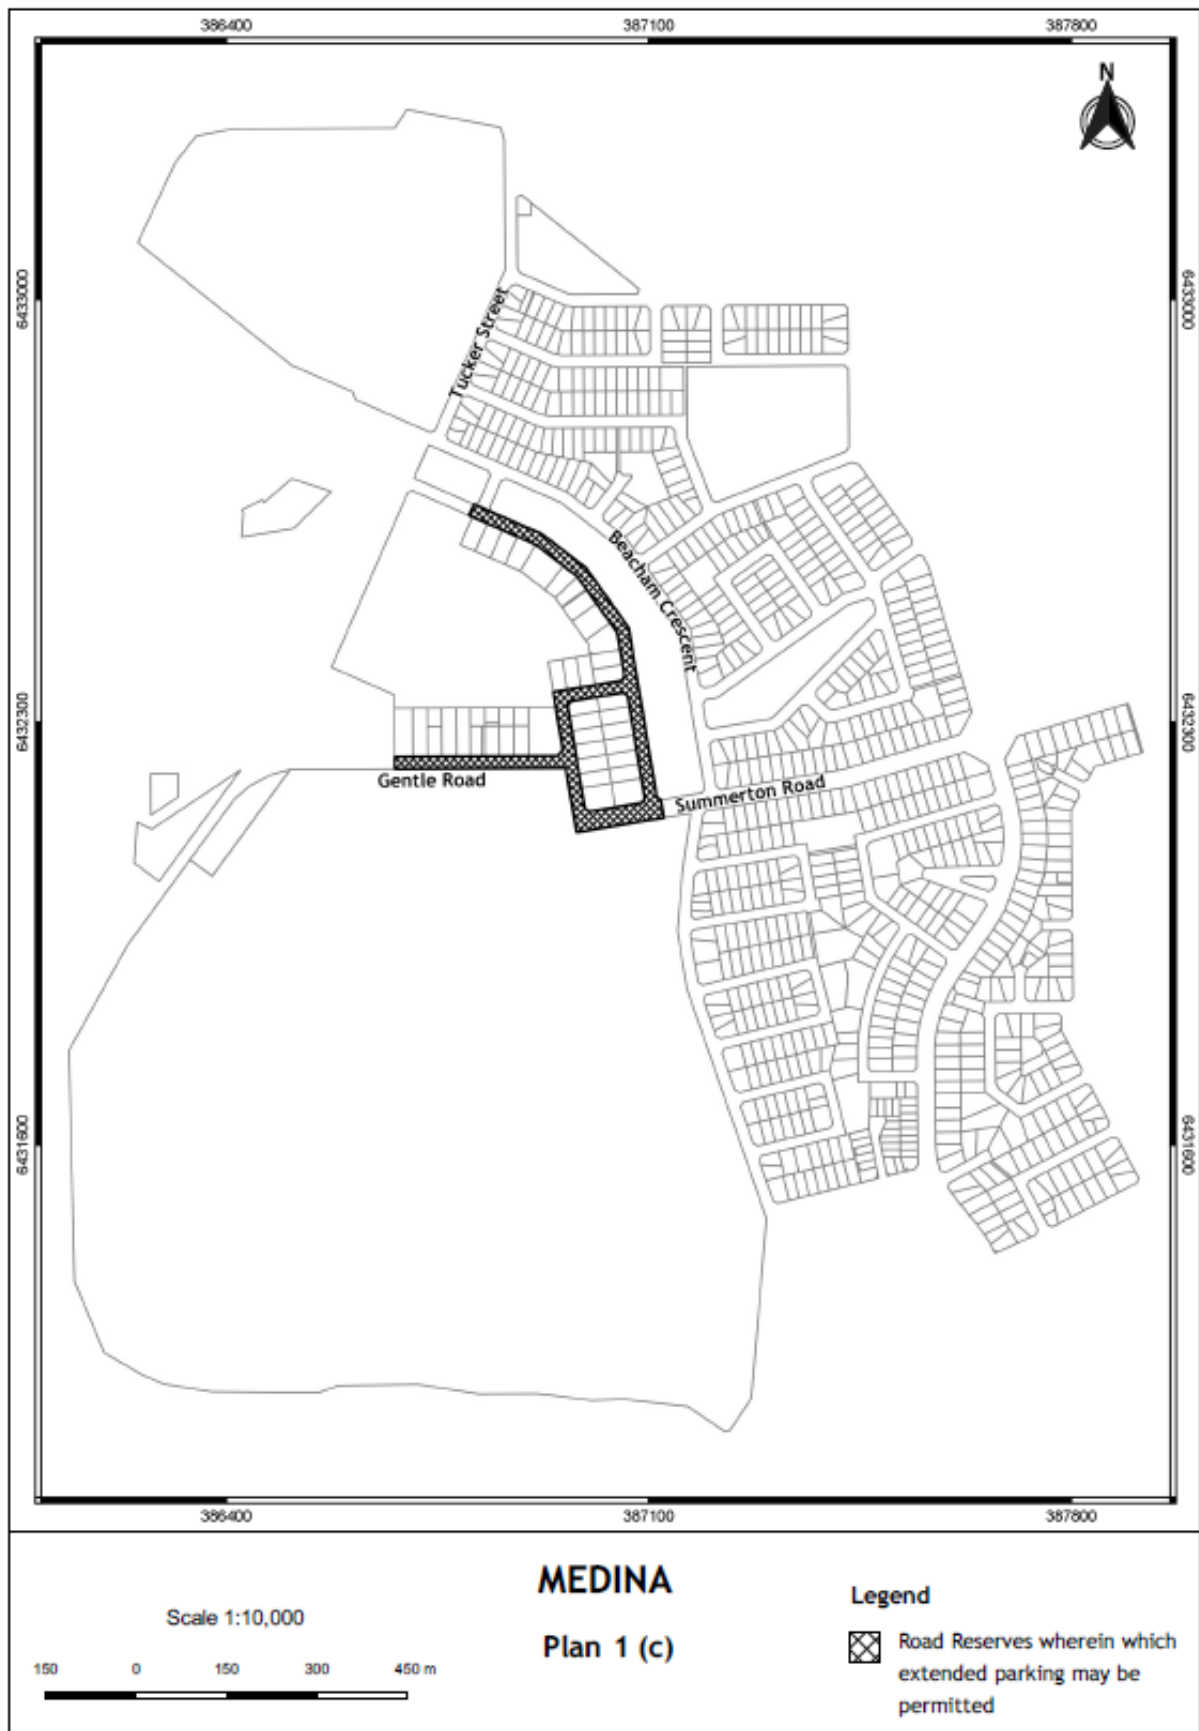 386400 387100 387800
N
6433000 6433000
Tucker Street
Beacham Crescent
6432300 6432300
Gentle Road
Summerton Road
6431600 6431600
386400 387100 387800
MEDINA
Plan 1 (c)
Scale 1:10,000
150 0 150 300 450 m
Legend
Road Reserves wherein which
extended parking may be
permitted